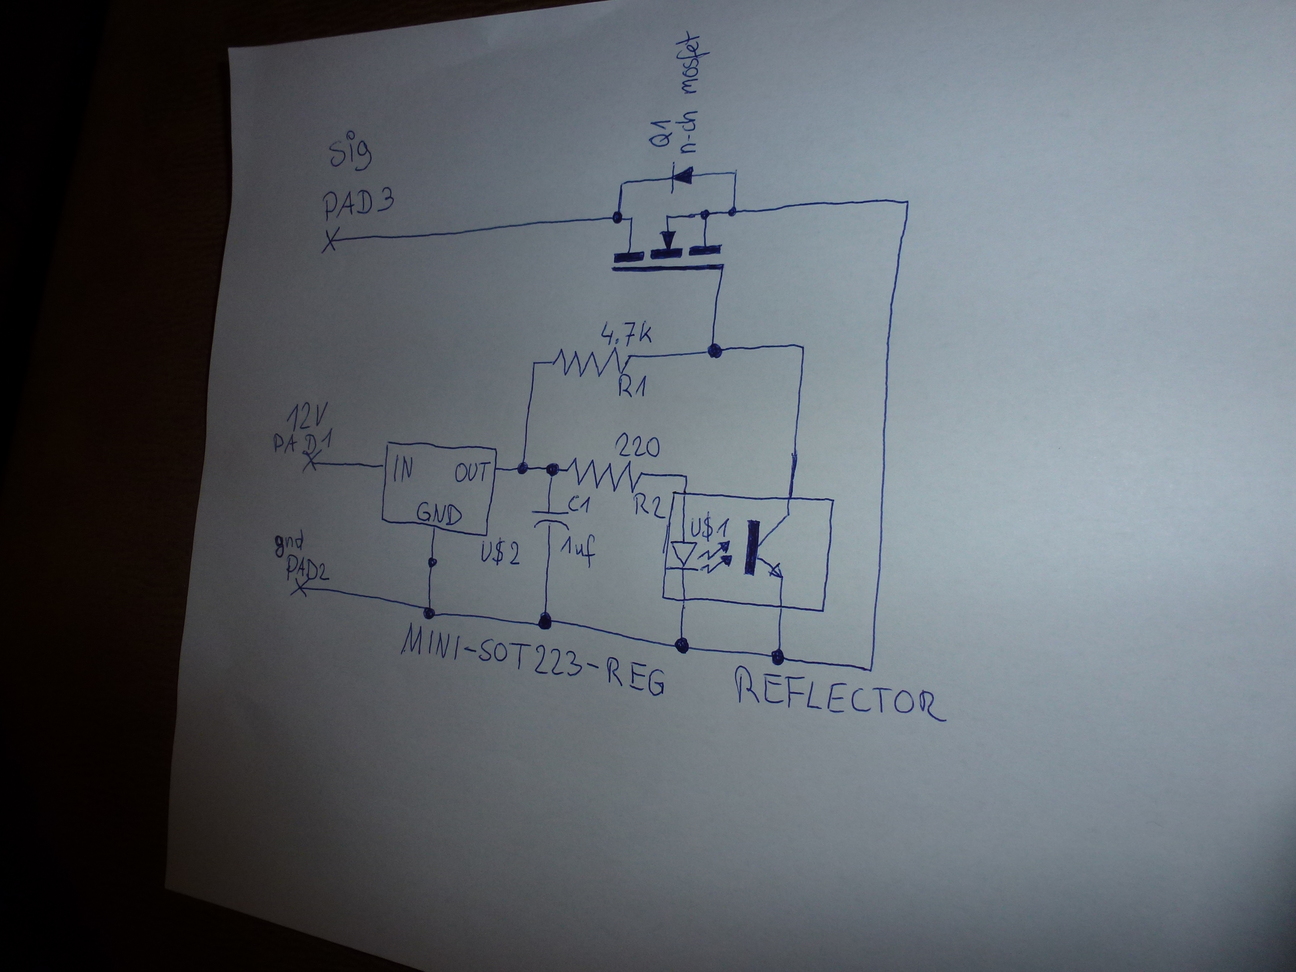 Q1
n-ch mosfet
Sig
PAD3
4.7k
R1
12V
PAD1
IN
OUT
GND
220
R2
C1
1uf
U$1
U$2
gnd
PAD2
MINI-SOT223-REG
REFLECTOR